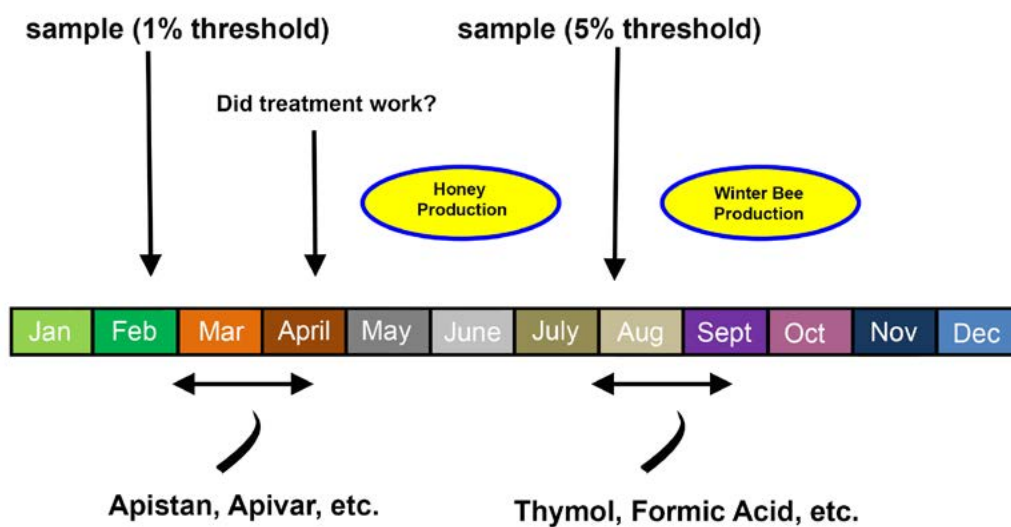 sample (1% threshold)
sample (5% threshold)
Did treatment work?
Honey
Production
Winter Bee
Production
Jan Feb Mar April May June July Aug Sept Oct Nov Dec
Apistan, Apivar, etc.
Thymol, Formic Acid, etc.